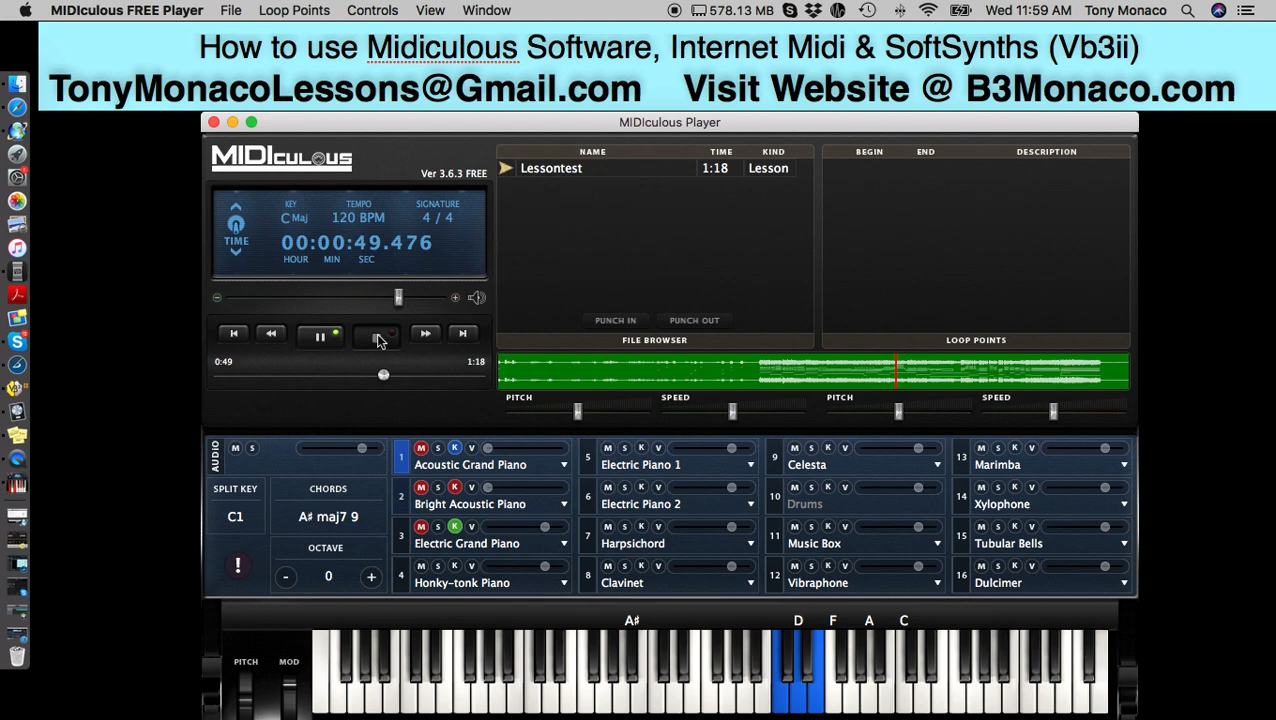 MIDIculous FREE Player File Loop Points Controls View Window 578.13 MB Wed 11:59 AM Tony Monaco
How to use Midiculous Software, Internet Midi & SoftSynths (Vb3ii)
TonyMonacoLessons@Gmail.com Visit Website @ B3Monaco.com
MIDIculous Player
MIDIculous
Ver 3.6.3 FREE
KEY TEMPO SIGNATURE
C Maj 120 BPM 4 / 4
TIME 00:00:49.476
HOUR MIN SEC
0:49 1:18
NAME TIME KIND
Lessontest 1:18 Lesson
PUNCH IN PUNCH OUT
FILE BROWSER
BEGIN END DESCRIPTION
LOOP POINTS
PITCH SPEED PITCH SPEED
AUDIO M S
SPLIT KEY CHORDS
C1 A# maj7 9
OCTAVE
! - 0 +
1 M S K V
Acoustic Grand Piano
2 M S K V
Bright Acoustic Piano
3 M S K V
Electric Grand Piano
4 M S K V
Honky-tonk Piano
5 M S K V
Electric Piano 1
6 M S K V
Electric Piano 2
7 M S K V
Harpsichord
8 M S K V
Clavinet
9 M S K V
Celesta
10 M S K V
Drums
11 M S K V
Music Box
12 M S K V
Vibraphone
13 M S K V
Marimba
14 M S K V
Xylophone
15 M S K V
Tubular Bells
16 M S K V
Dulcimer
A# D F A C
PITCH MOD